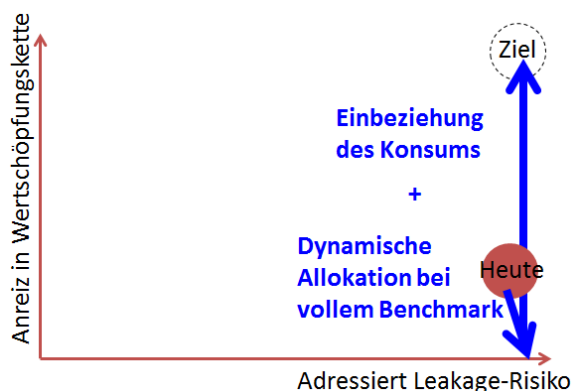 Anreiz in Wertschöpfungskette
Ziel
Einbeziehung
des Konsums
+
Dynamische
Allokation bei
vollem Benchmark
Heute
Adressiert Leakage-Risiko